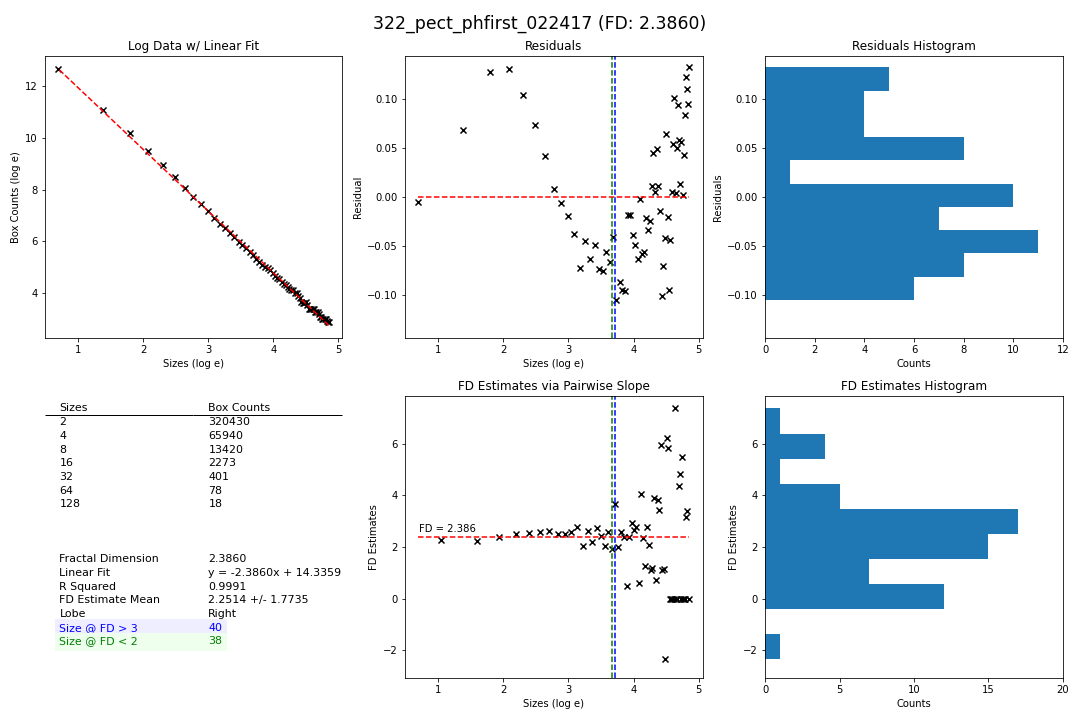 322_pect_phfirst_022417 (FD: 2.3860)
Log Data w/ Linear Fit
Box Counts (log e)
12
10
8
6
4
1 2 3 4 5
Sizes (log e)
Residuals
Residual
0.10
0.05
0.00
−0.05
−0.10
1 2 3 4 5
Sizes (log e)
Residuals Histogram
Residuals
0.10
0.05
0.00
−0.05
−0.10
0 2 4 6 8 10 12
Counts
Sizes Box Counts
2 320430
4 65940
8 13420
16 2273
32 401
64 78
128 18
Fractal Dimension 2.3860
Linear Fit y = -2.3860x + 14.3359
R Squared 0.9991
FD Estimate Mean 2.2514 +/- 1.7735
Lobe Right
Size @ FD > 3 40
Size @ FD < 2 38
FD Estimates via Pairwise Slope
FD Estimates
6
4
2
0
−2
FD = 2.386
1 2 3 4 5
Sizes (log e)
FD Estimates Histogram
FD Estimates
6
4
2
0
−2
0 5 10 15 20
Counts